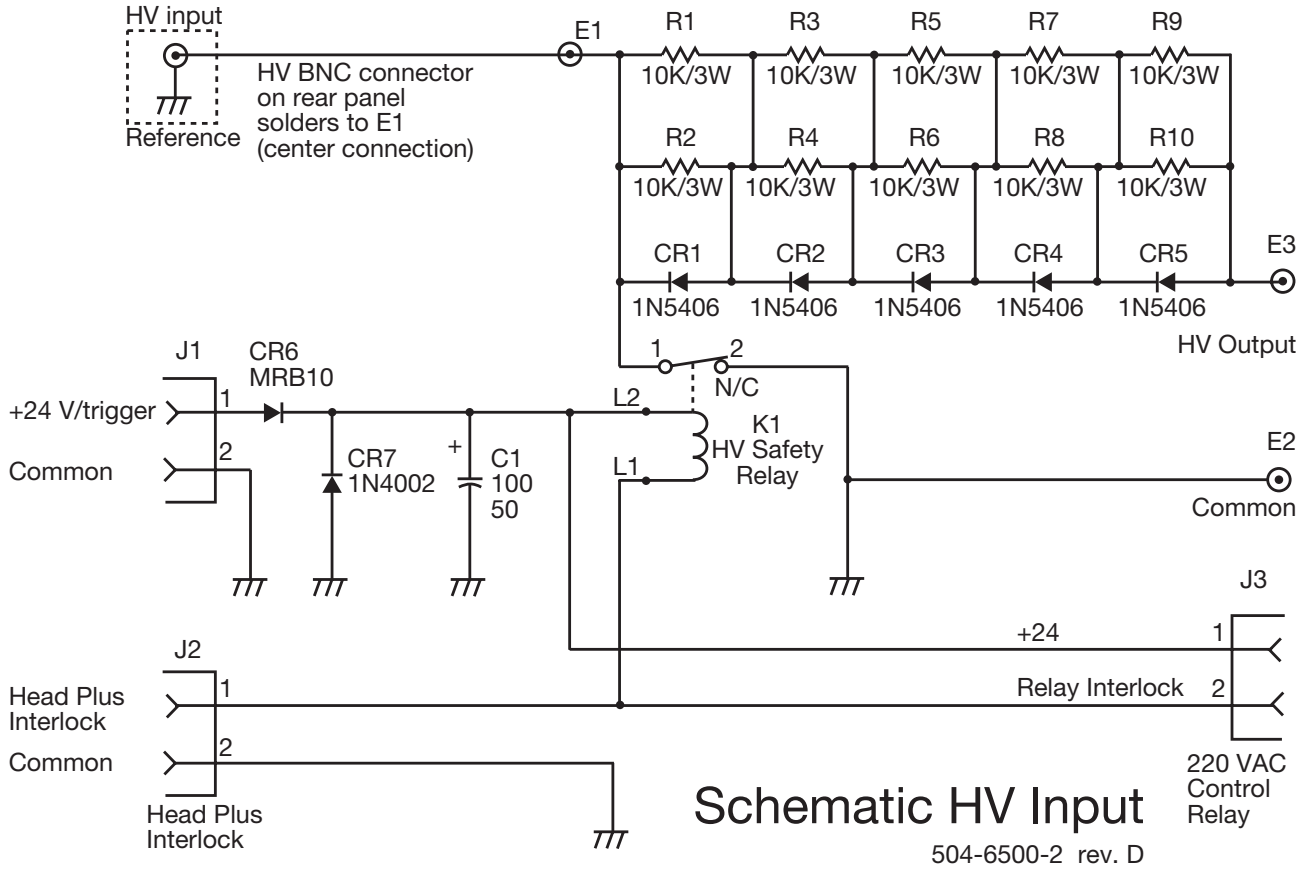 HV input
Reference
HV BNC connector
on rear panel
solders to E1
(center connection)
E1
R1
10K/3W
R3
10K/3W
R5
10K/3W
R7
10K/3W
R9
10K/3W
R2
10K/3W
R4
10K/3W
R6
10K/3W
R8
10K/3W
R10
10K/3W
CR1
1N5406
CR2
1N5406
CR3
1N5406
CR4
1N5406
CR5
1N5406
E3
HV Output
1
2
N/C
J1
+24 V/trigger
1
Common
2
CR6
MRB10
CR7
1N4002
+
C1
100
50
L2
L1
K1
HV Safety
Relay
E2
Common
J3
+24
1
Relay Interlock
2
220 VAC
Control
Relay
J2
Head Plus
Interlock
1
Common
2
Head Plus
Interlock
Schematic HV Input
504-6500-2 rev. D